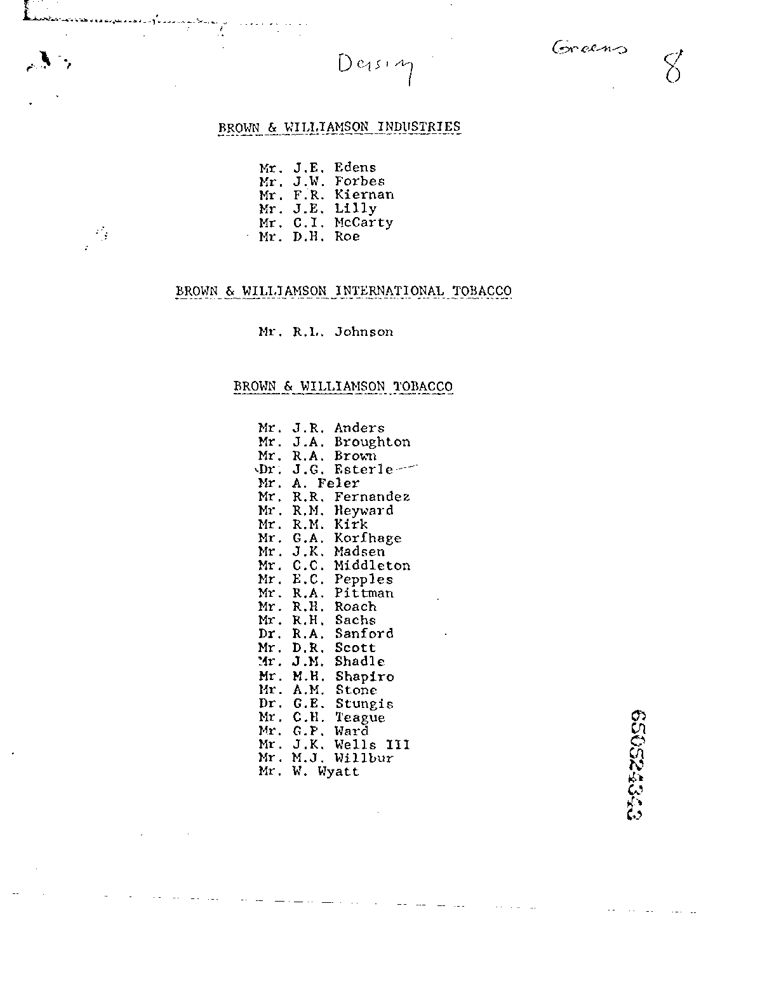 Greens
8
BROWN & WILLIAMSON INDUSTRIES
Mr. J.E. Edens
Mr. J.W. Forbes
Mr. F.R. Kiernan
Mr. J.E. Lilly
Mr. C.I. McCarty
Mr. D.H. Roe
BROWN & WILLIAMSON INTERNATIONAL TOBACCO
Mr. R.L. Johnson
BROWN & WILLIAMSON TOBACCO
Mr. J.R. Anders
Mr. J.A. Broughton
Mr. R.A. Brown
Dr. J.G. Esterle
Mr. A. Feler
Mr. R.R. Fernandez
Mr. R.M. Heyward
Mr. R.M. Kirk
Mr. G.A. Korfhage
Mr. J.K. Madsen
Mr. C.C. Middleton
Mr. E.C. Pepples
Mr. R.A. Pittman
Mr. R.H. Roach
Mr. R.H. Sachs
Dr. R.A. Sanford
Mr. D.R. Scott
Mr. J.M. Shadle
Mr. M.H. Shapiro
Mr. A.M. Stone
Dr. G.E. Stungis
Mr. C.H. Teague
Mr. G.P. Ward
Mr. J.K. Wells III
Mr. M.J. Willbur
Mr. W. Wyatt
650524343